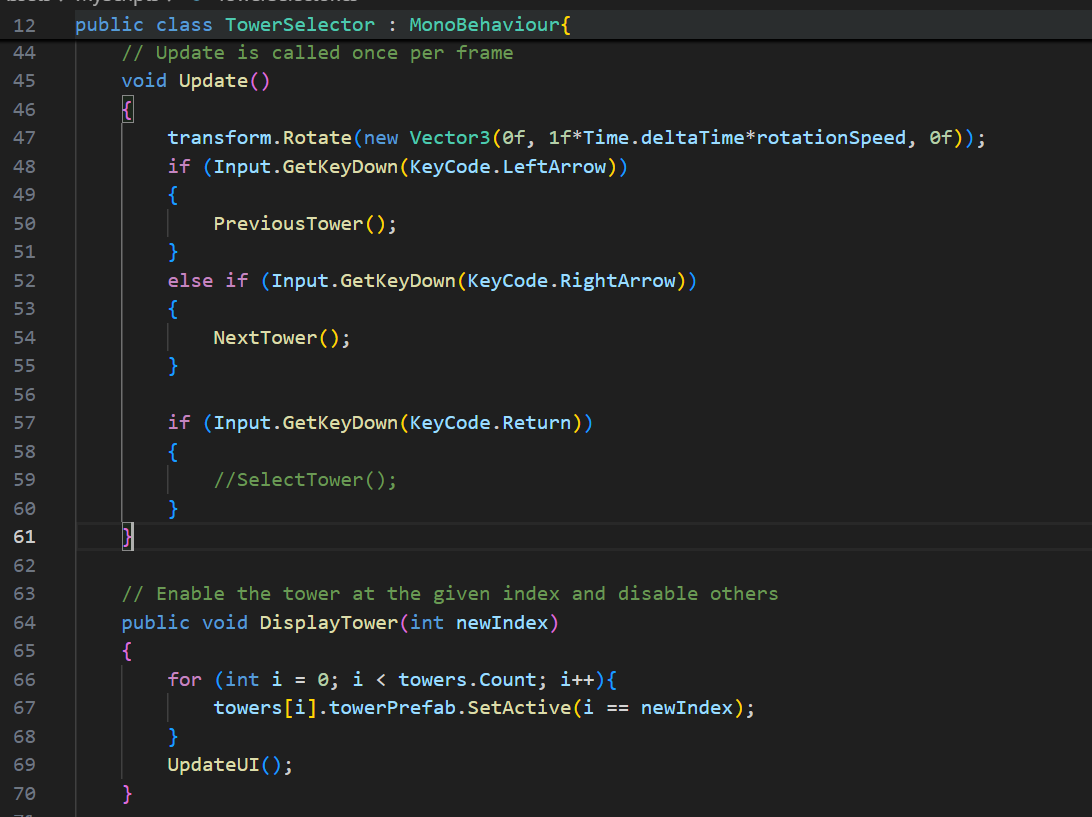 12 public class TowerSelector : MonoBehaviour{
44 // Update is called once per frame
45 void Update()
46 {
47 transform.Rotate(new Vector3(0f, 1f*Time.deltaTime*rotationSpeed, 0f));
48 if (Input.GetKeyDown(KeyCode.LeftArrow))
49 {
50 PreviousTower();
51 }
52 else if (Input.GetKeyDown(KeyCode.RightArrow))
53 {
54 NextTower();
55 }
56
57 if (Input.GetKeyDown(KeyCode.Return))
58 {
59 //SelectTower();
60 }
61 }
62
63 // Enable the tower at the given index and disable others
64 public void DisplayTower(int newIndex)
65 {
66 for (int i = 0; i < towers.Count; i++){
67 towers[i].towerPrefab.SetActive(i == newIndex);
68 }
69 UpdateUI();
70 }